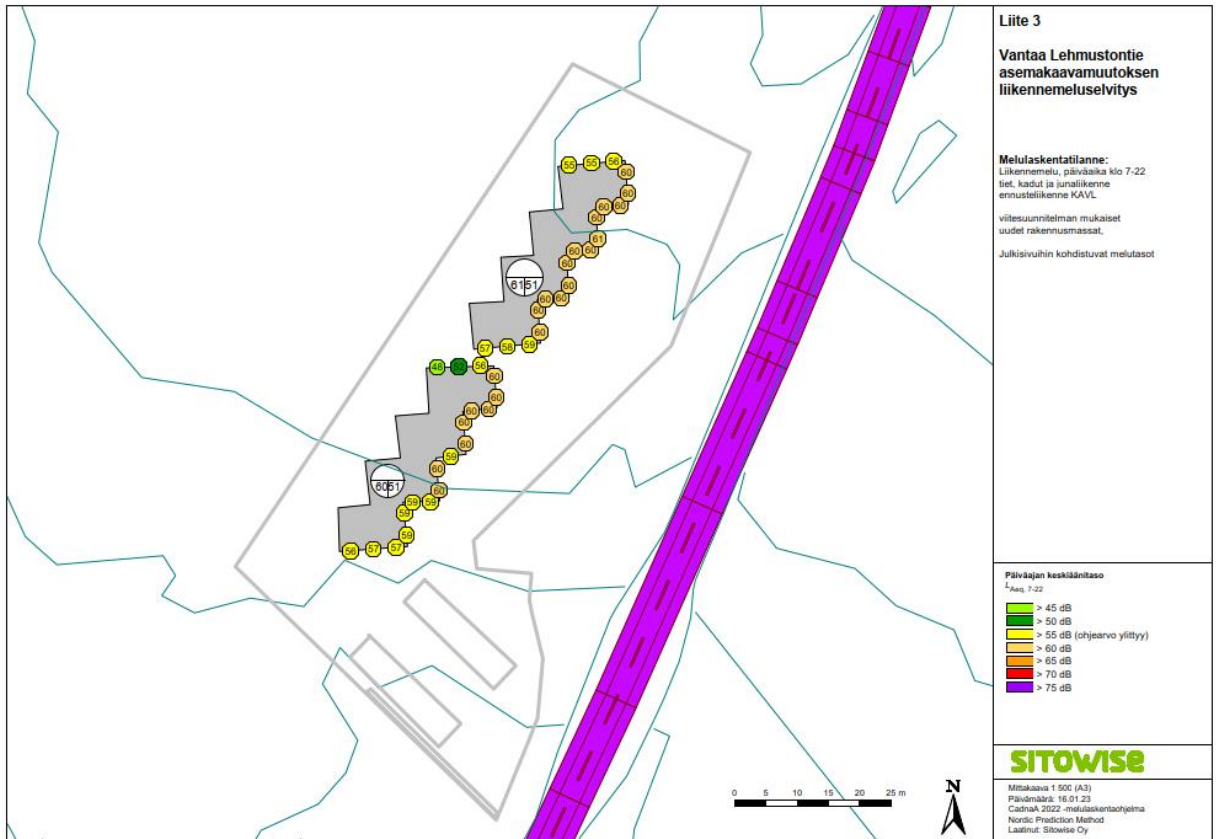 Liite 3
Vantaa Lehmustontie
asemakaavamuutoksen
liikennemeluselvitys
Melulaskentatilanne:
Liikennemelu, päiväaika klo 7-22
tiet, kadut ja junaliikenne
ennusteliikenne KAVL
viitesuunnitelman mukaiset
uudet rakennusmassat,
Julkisivuihin kohdistuvat melutasot
55 55 56
60
60
60 60
60
61
60 60
60
61 51
60
60 60
60
60
57 58 59
48 52 56
60
60
60 60
60
60
59
60
60 51
60
59 59
59
59
56 57 57
Päiväajan keskiäänitaso
LAeq, 7-22
> 45 dB
> 50 dB
> 55 dB (ohjearvo ylittyy)
> 60 dB
> 65 dB
> 70 dB
> 75 dB
0 5 10 15 20 25 m
N
SITOWISE
Mittakaava 1:500 (A3)
Päivämäärä: 16.01.23
CadnaA 2022 -melulaskentaohjelma
Nordic Prediction Method
Laatinut: Sitowise Oy